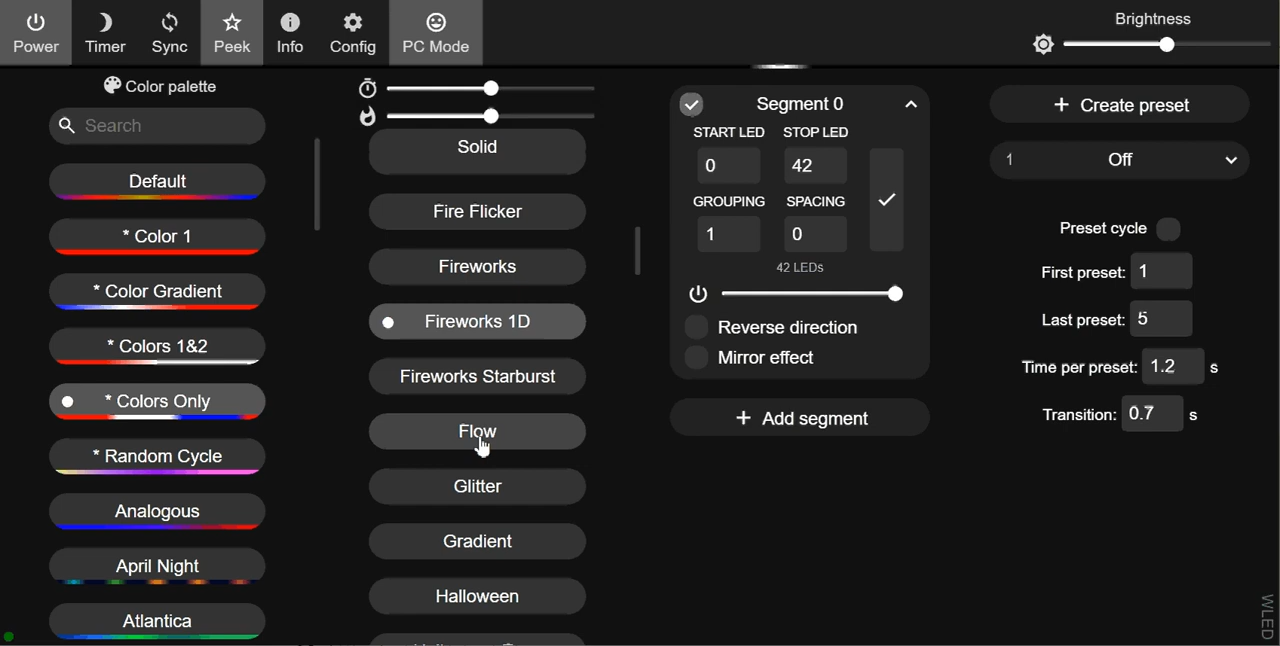 Power
Timer
Sync
Peek
Info
Config
PC Mode
Brightness
Color palette
Search
Default
* Color 1
* Color Gradient
* Colors 1&2
* Colors Only
* Random Cycle
Analogous
April Night
Atlantica
Solid
Fire Flicker
Fireworks
Fireworks 1D
Fireworks Starburst
Flow
Glitter
Gradient
Halloween
Segment 0
START LED STOP LED
0 42
GROUPING SPACING
1 0
42 LEDs
Reverse direction
Mirror effect
+ Add segment
+ Create preset
1 Off
Preset cycle
First preset: 1
Last preset: 5
Time per preset: 1.2 s
Transition: 0.7 s
WLED